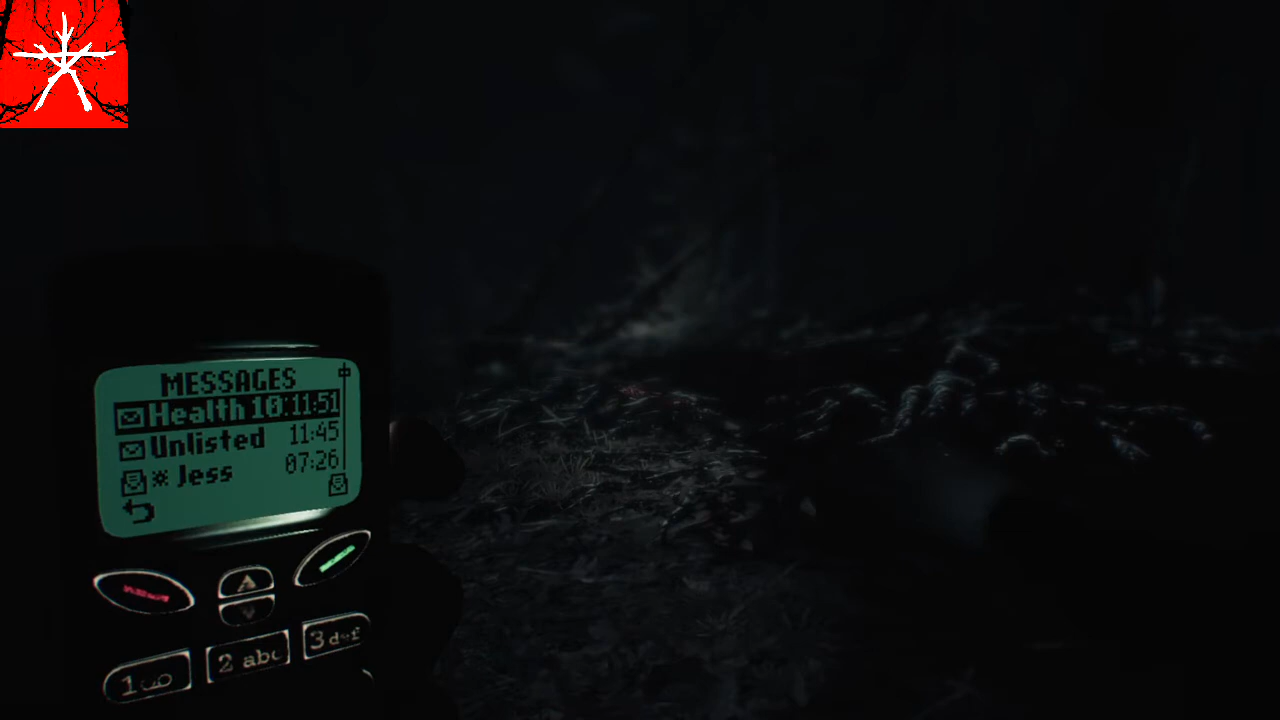 MESSAGES
Health 10:11:51
Unlisted 11:45
Jess 07:26
1
2 abc
3 def